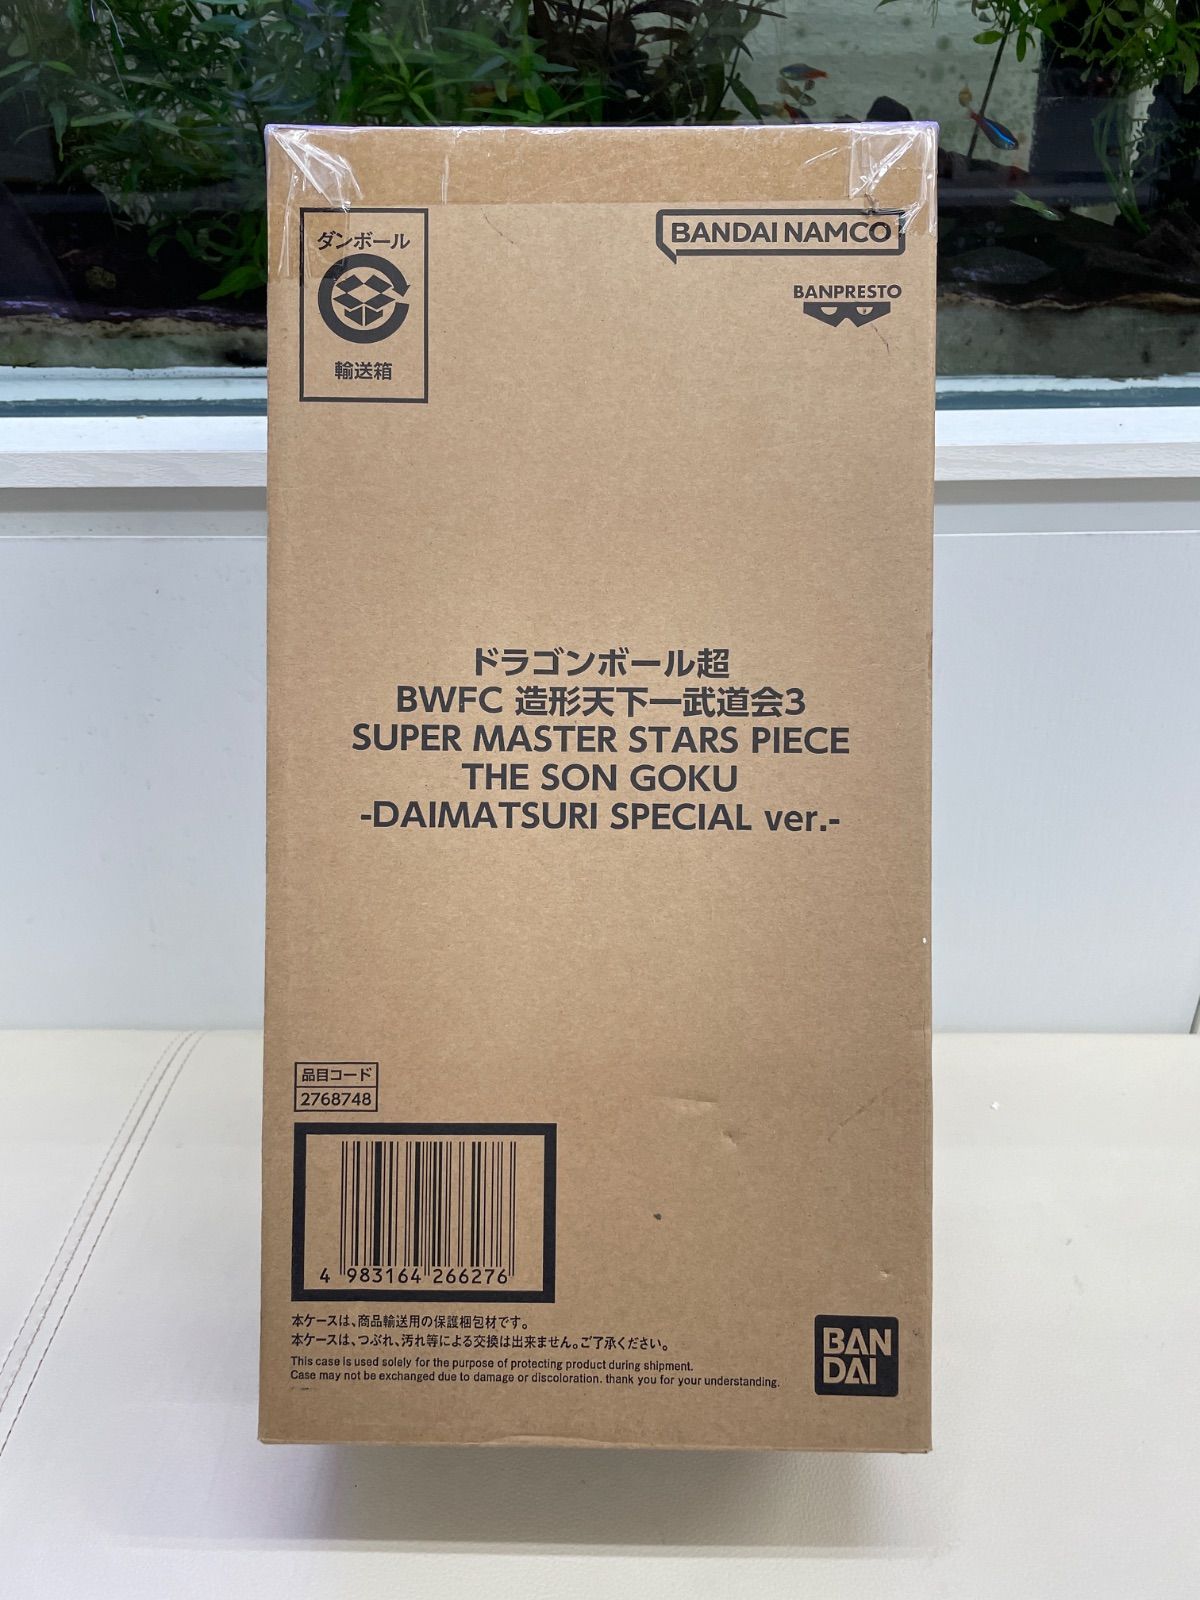 ダンボール
輸送箱
BANDAI NAMCO
BANPRESTO
ドラゴンボール超
BWFC 造形天下一武道会3
SUPER MASTER STARS PIECE
THE SON GOKU
-DAIMATSURI SPECIAL ver.-
品目コード
2768748
4 983164 266276
本ケースは、商品輸送用の保護梱包材です。
本ケースは、つぶれ、汚れ等による交換は出来ません。ご了承ください。
This case is used solely for the purpose of protecting product during shipment.
Case may not be exchanged due to damage or discoloration. thank you for your understanding.
BAN
DAI